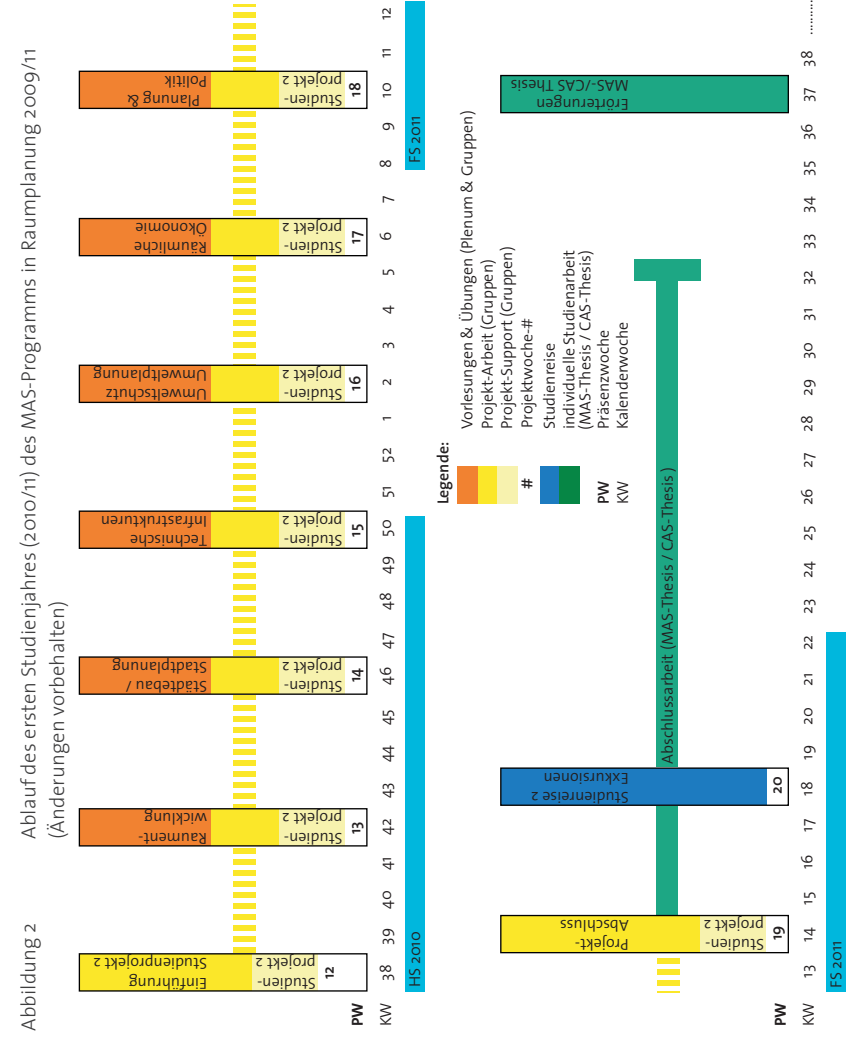 Abbildung 2
Ablauf des ersten Studienjahres (2010/11) des MAS-Programms in Raumplanung 2009/11
(Änderungen vorbehalten)
Einführung
Studienprojekt 2
Studien-
projekt 2
12
Raument-
wicklung
Studien-
projekt 2
13
Städtebau /
Stadtplanung
Studien-
projekt 2
14
Technische
Infrastrukturen
Studien-
projekt 2
15
Umweltschutz
Umweltplanung
Studien-
projekt 2
16
Räumliche
Ökonomie
Studien-
projekt 2
17
Planung &
Politik
Studien-
projekt 2
18
PW
KW 38 39 40 41 42 43 44 45 46 47 48 49 50 51 52 1 2 3 4 5 6 7 8 9 10 11 12
HS 2010
FS 2011
Legende:
Vorlesungen & Übungen (Plenum & Gruppen)
Projekt-Arbeit (Gruppen)
Projekt-Support (Gruppen)
# Projektwoche-#
Studienreise
individuelle Studienarbeit
(MAS-Thesis / CAS-Thesis)
PW Präsenzwoche
KW Kalenderwoche
Projekt-
Abschluss
Studien-
projekt 2
19
Studienreise 2
Exkursionen
20
Abschlussarbeit (MAS-Thesis / CAS-Thesis )
Erörterungen
MAS-/CAS Thesis
PW
KW 13 14 15 16 17 18 19 20 21 22 23 24 25 26 27 28 29 30 31 32 33 34 35 36 37 38 ..........
FS 2011